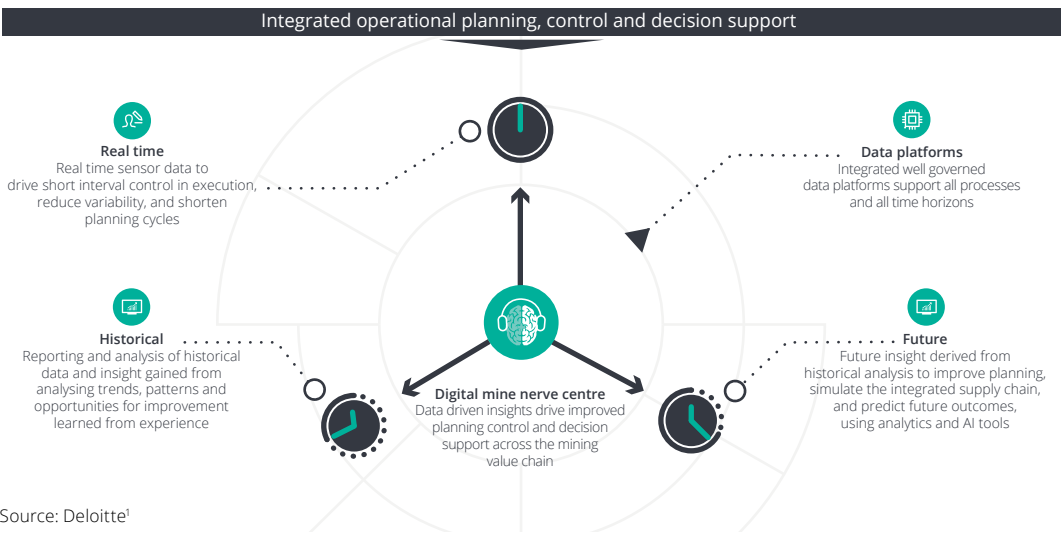 Integrated operational planning, control and decision support
Real time
Real time sensor data to
drive short interval control in execution,
reduce variability, and shorten
planning cycles
Data platforms
Integrated well governed
data platforms support all processes
and all time horizons
Historical
Reporting and analysis of historical
data and insight gained from
analysing trends, patterns and
opportunities for improvement
learned from experience
Digital mine nerve centre
Data driven insights drive improved
planning control and decision
support across the mining
value chain
Future
Future insight derived from
historical analysis to improve planning,
simulate the integrated supply chain,
and predict future outcomes,
using analytics and AI tools
Source: Deloitte¹